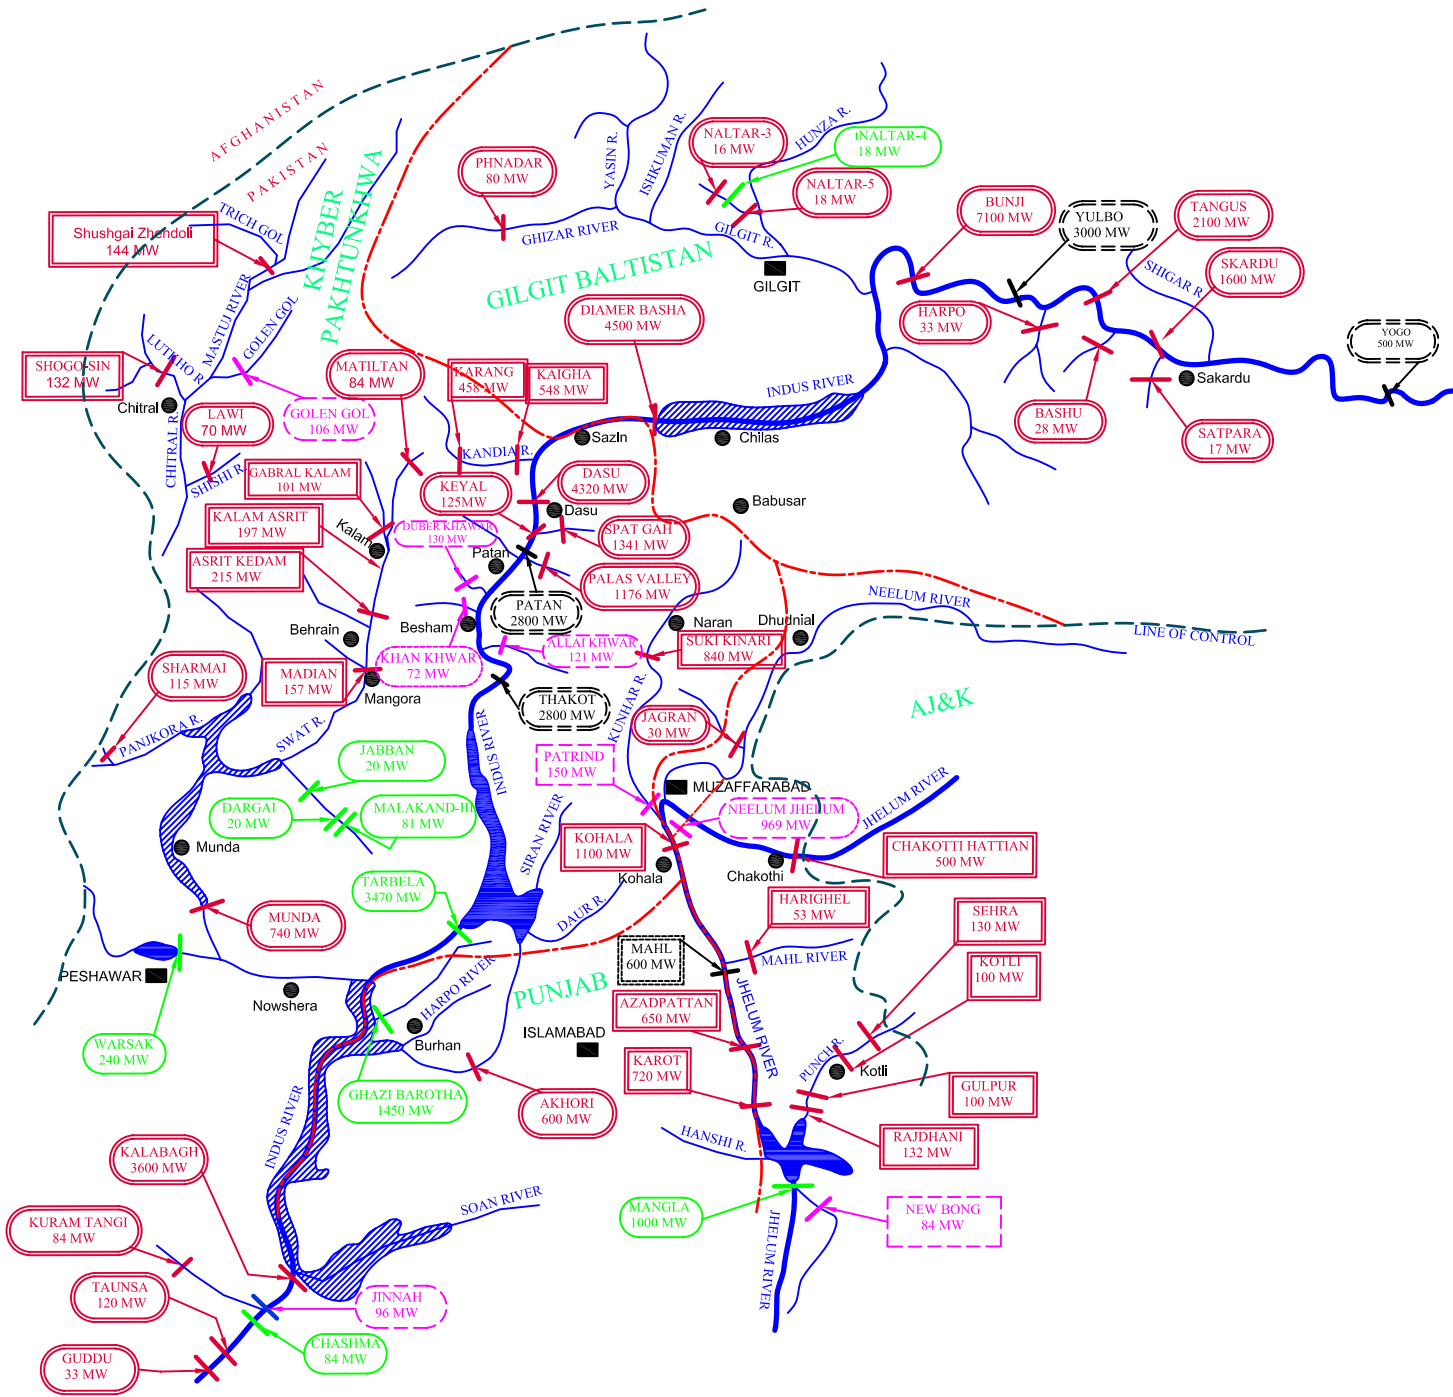 AFGHANISTAN
PAKISTAN
KHYBER
PAKHTUNKHWA
GILGIT BALTISTAN
PUNJAB
AJ&K
LINE OF CONTROL
TRICH GOL
Shushgai Zhendoli
144 MW
MASTUJ RIVER
GOLEN GOL
LUTKHO R.
SHOGO-SIN
132 MW
Chitral
CHITRAL R.
SHISHI R.
LAWI
70 MW
GOLEN GOL
106 MW
MATILTAN
84 MW
KARANG
458 MW
KAIGHA
548 MW
KANDIA R.
PHNADAR
80 MW
GHIZAR RIVER
YASIN R.
ISHKUMAN R.
HUNZA R.
NALTAR-3
16 MW
tNALTAR-4
18 MW
NALTAR-5
18 MW
GILGIT R.
GILGIT
DIAMER BASHA
4500 MW
BUNJI
7100 MW
YULBO
3000 MW
TANGUS
2100 MW
SHIGAR R
SKARDU
1600 MW
HARPO
33 MW
BASHU
28 MW
SATPARA
17 MW
Sakardu
YOGO
500 MW
INDUS RIVER
Sazin
Chilas
Babusar
GABRAL KALAM
101 MW
KALAM ASRIT
197 MW
ASRIT KEDAM
215 MW
Kalam
KEYAL
125MW
DASU
4320 MW
Dasu
DUBER KHAWAR
130 MW
Patan
SPAT GAH
1341 MW
PALAS VALLEY
1176 MW
PATAN
2800 MW
Behrain
Besham
KHAN KHWAR
72 MW
ALLAI KHWAR
121 MW
Naran
SUKI KINARI
840 MW
Dhudnial
NEELUM RIVER
SHARMAI
115 MW
MADIAN
157 MW
Mangora
PANJKORA R.
SWAT R.
THAKOT
2800 MW
INDUS RIVER
KUNHAR R.
JAGRAN
30 MW
PATRIND
150 MW
MUZAFFARABAD
JHELUM RIVER
NEELUM JHELUM
969 MW
JABBAN
20 MW
DARGAI
20 MW
MALAKAND-III
81 MW
Munda
SIRAN RIVER
DAUR R.
KOHALA
1100 MW
Kohala
Chakothi
CHAKOTTI HATTIAN
500 MW
TARBELA
3470 MW
MUNDA
740 MW
HARIGHEL
53 MW
MAHL RIVER
SEHRA
130 MW
KOTLI
100 MW
MAHL
600 MW
PESHAWAR
Nowshera
HARPO RIVER
Burhan
ISLAMABAD
AZADPATTAN
650 MW
JHELUM RIVER
KAROT
720 MW
PUNCH R.
Kotli
GULPUR
100 MW
WARSAK
240 MW
GHAZI BAROTHA
1450 MW
AKHORI
600 MW
HANSHI R.
RAJDHANI
132 MW
INDUS RIVER
KALABAGH
3600 MW
SOAN RIVER
MANGLA
1000 MW
NEW BONG
84 MW
JHELUM RIVER
KURAM TANGI
84 MW
TAUNSA
120 MW
JINNAH
96 MW
CHASHMA
84 MW
GUDDU
33 MW